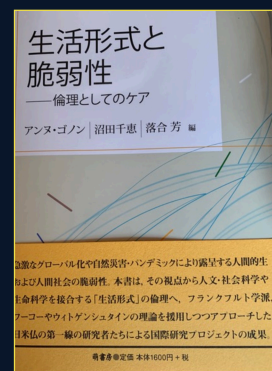 生活形式と
脆弱性
——倫理としてのケア
アンヌ・ゴノン｜沼田千恵｜落合 芳 編
急激なグローバル化や自然災害・パンデミックにより露呈する人間的生
および人間社会の脆弱性。本書は、その視点から人文・社会科学や
生命科学を接合する「生活形式」の倫理へ、フランクフルト学派、
フーコーやウィトゲンシュタインの理論を援用しつつアプローチした
日米仏の第一線の研究者たちによる国際研究プロジェクトの成果。
萌書房●定価 本体1600円+税